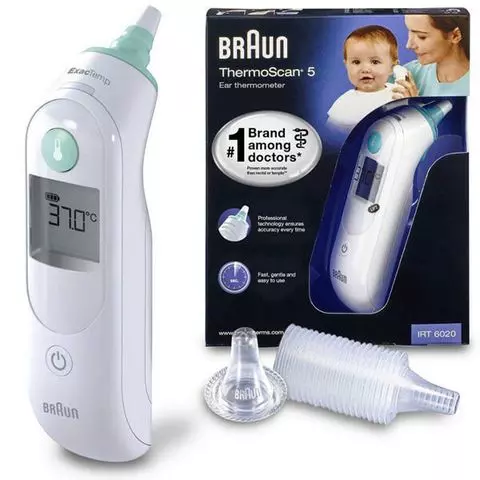 ExacTemp
37.0°C
BRAUN
BRAUN
ThermoScan® 5
Ear thermometer
#1 Brand
among
doctors*
Professional technology ensures
accuracy every time
SEC.
Fast, gentle and
easy to use
BRAUN
IRT 6020